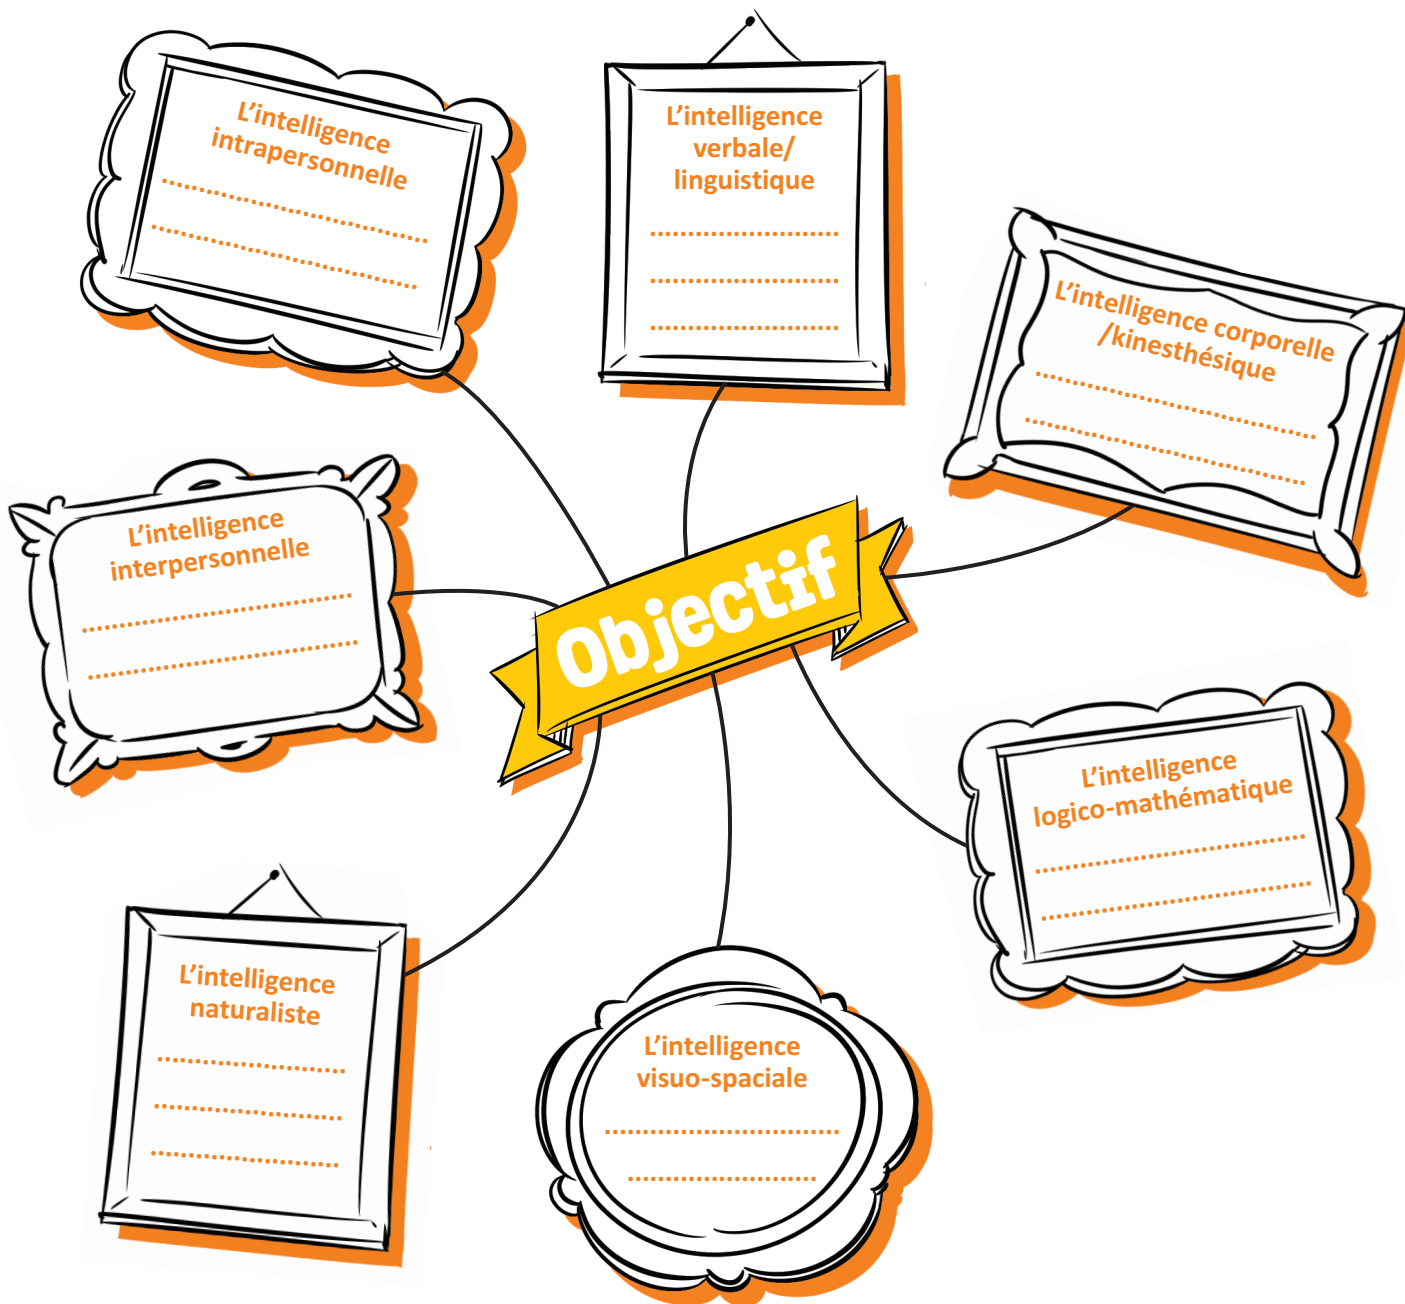 L'intelligence
intrapersonnelle
L'intelligence
verbale/
linguistique
L'intelligence corporelle
/kinesthésique
L'intelligence
interpersonnelle
Objectif
L'intelligence
logico-mathématique
L'intelligence
naturaliste
L'intelligence
visuo-spaciale